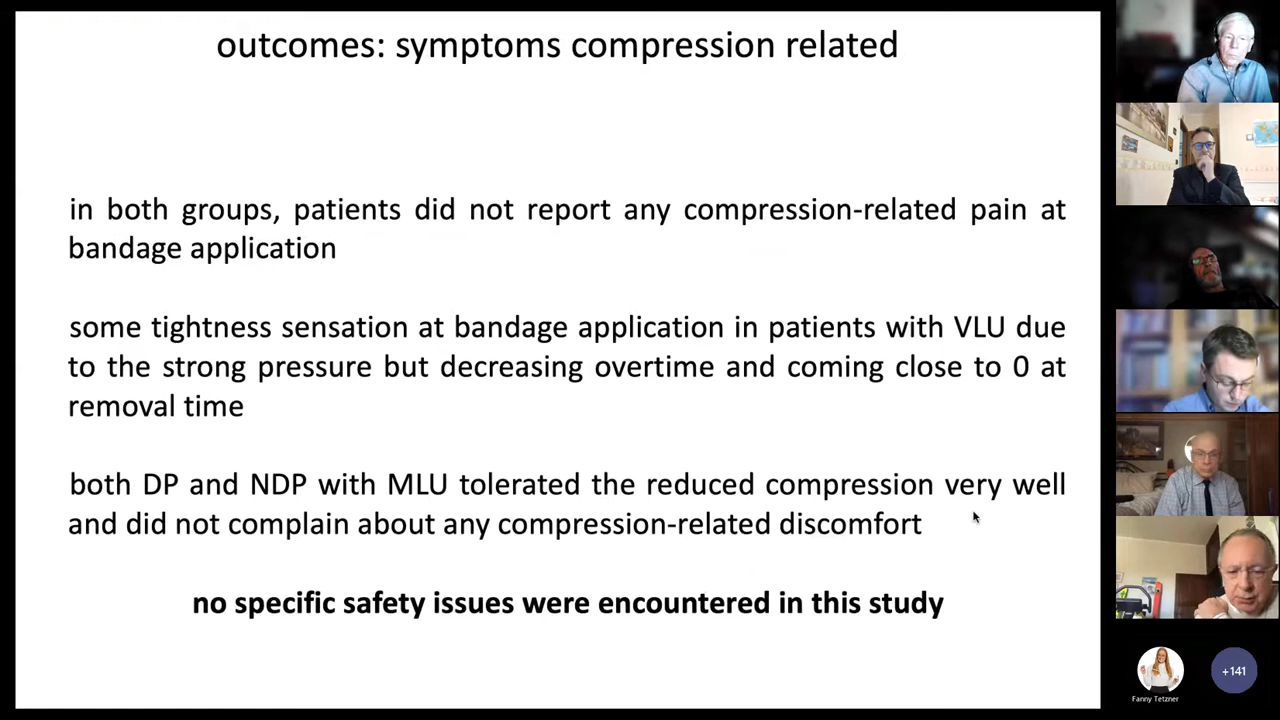 outcomes: symptoms compression related
in both groups, patients did not report any compression-related pain at
bandage application
some tightness sensation at bandage application in patients with VLU due
to the strong pressure but decreasing overtime and coming close to 0 at
removal time
both DP and NDP with MLU tolerated the reduced compression very well
and did not complain about any compression-related discomfort
no specific safety issues were encountered in this study
Fanny Tetzner
+141